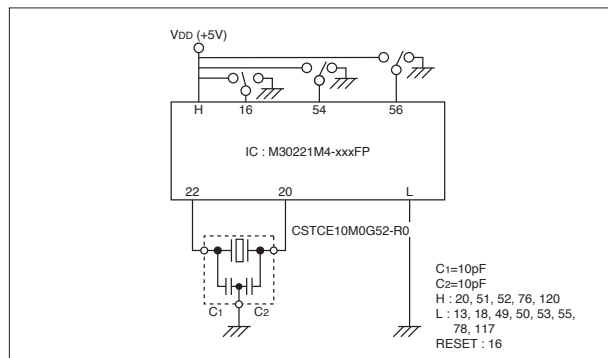 VDD (+5V)
H 16 54 56
IC : M30221M4-xxxFP
22 20 L
CSTCE10M0G52-R0
C1 C2
C1=10pF
C2=10pF
H : 20, 51, 52, 76, 120
L : 13, 18, 49, 50, 53, 55,
78, 117
RESET : 16